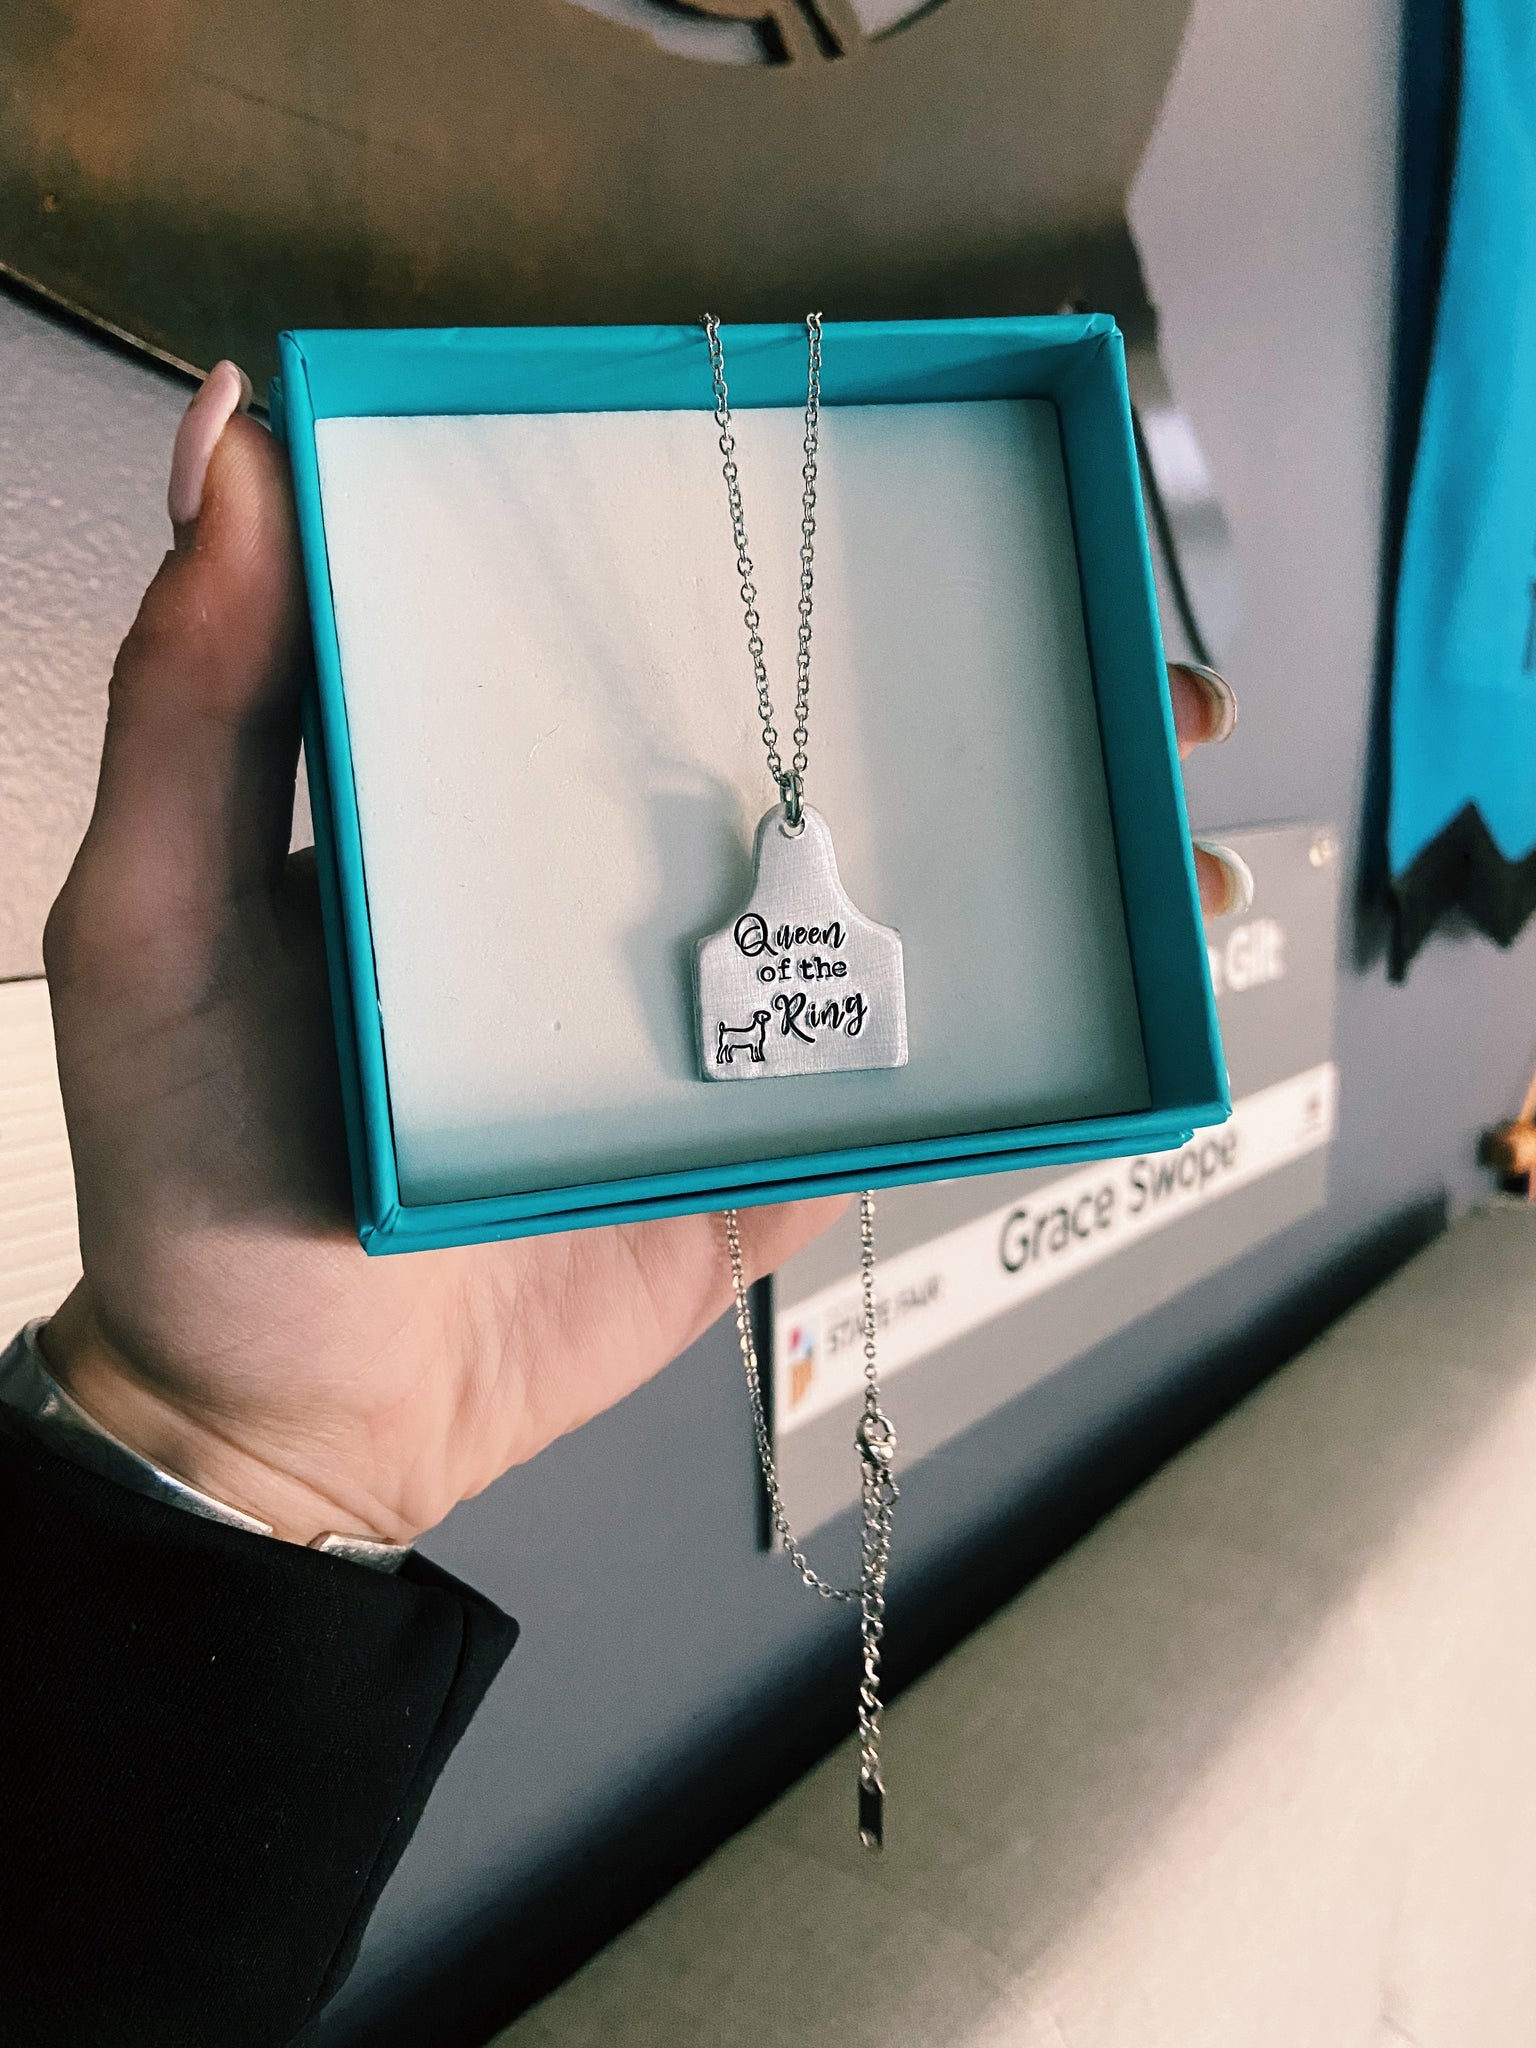 Queen
of the
Ring
Gift
Grace Swope
STATE FAIR